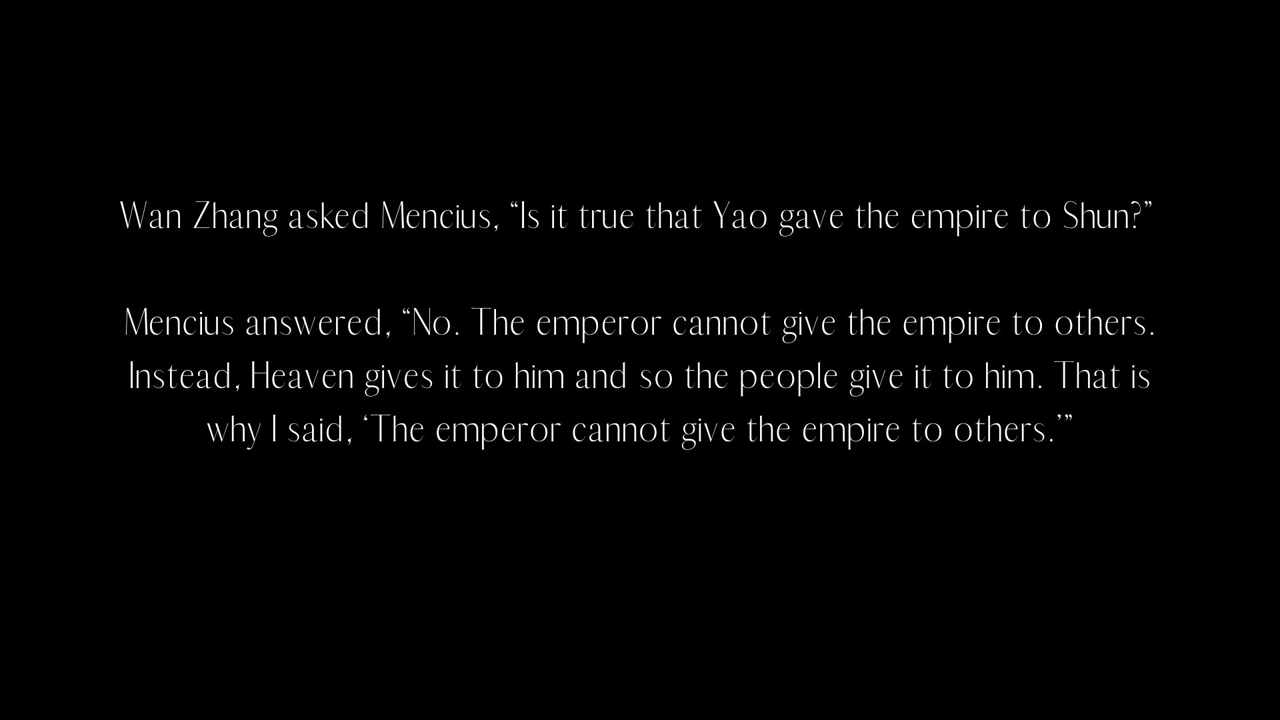 Wan Zhang asked Mencius, “Is it true that Yao gave the empire to Shun?”
Mencius answered, “No. The emperor cannot give the empire to others.
Instead, Heaven gives it to him and so the people give it to him. That is
why I said, ‘The emperor cannot give the empire to others.’”